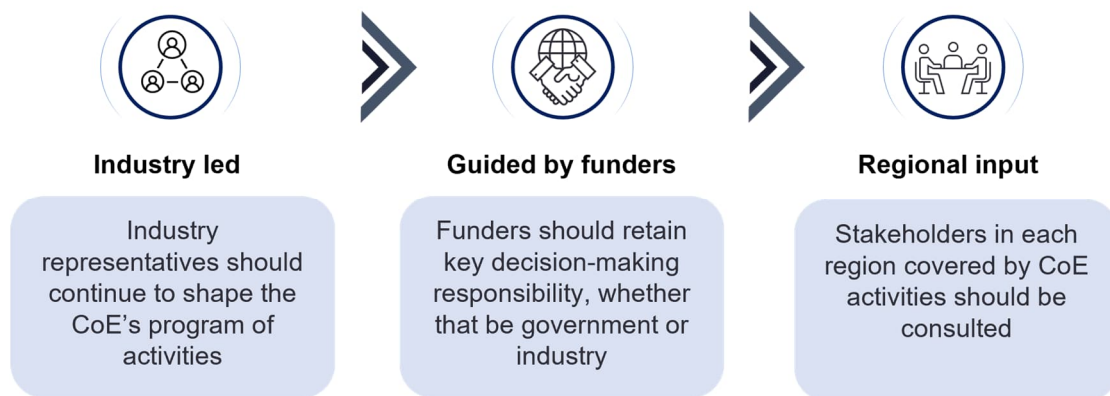 Industry led
Industry
representatives should
continue to shape the
CoE’s program of
activities
Guided by funders
Funders should retain
key decision-making
responsibility, whether
that be government or
industry
Regional input
Stakeholders in each
region covered by CoE
activities should be
consulted